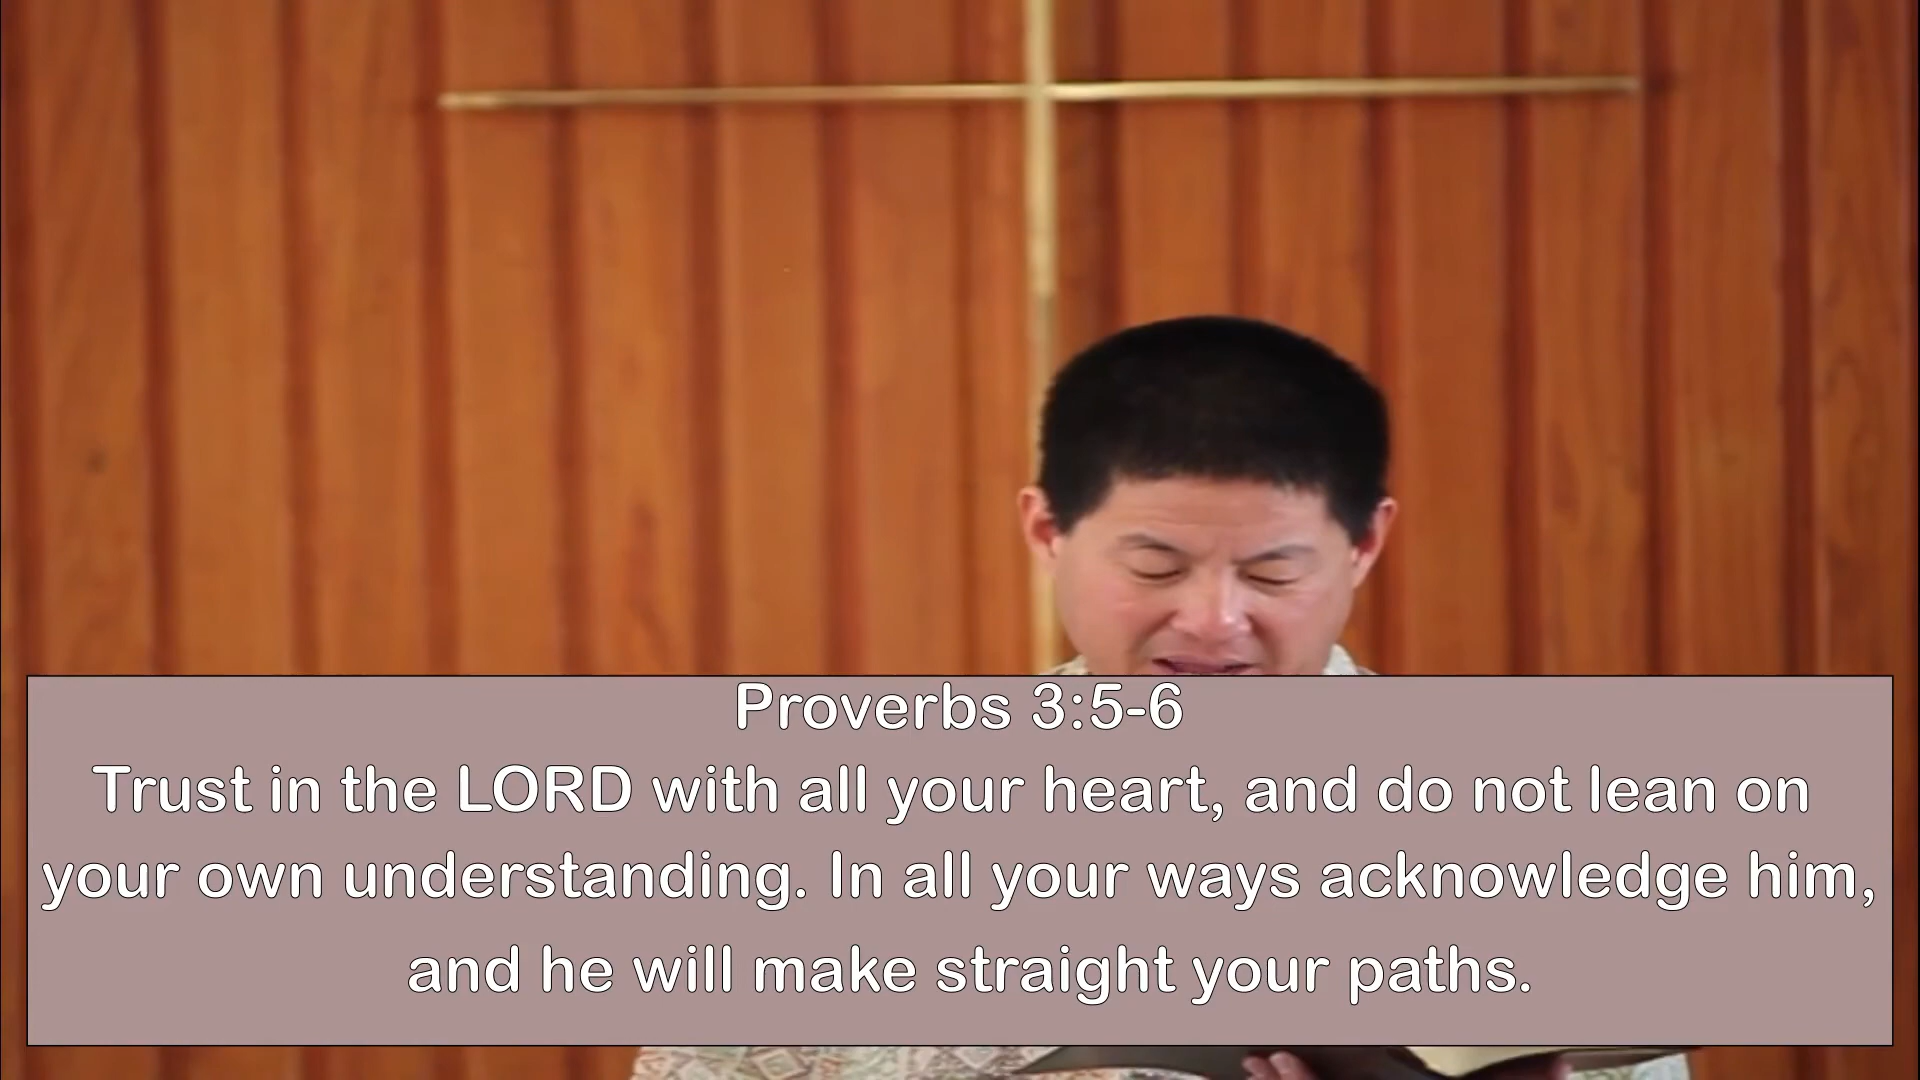 Proverbs 3:5-6
Trust in the LORD with all your heart, and do not lean on
your own understanding. In all your ways acknowledge him,
and he will make straight your paths.